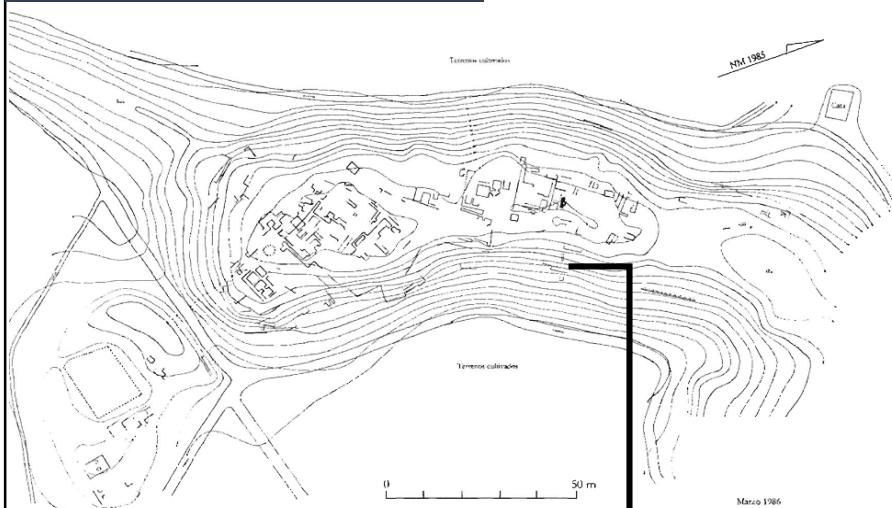 Terrenos cultivados
NM 1985
Casa
Terrenos cultivados
0 50 m
Marzo 1986